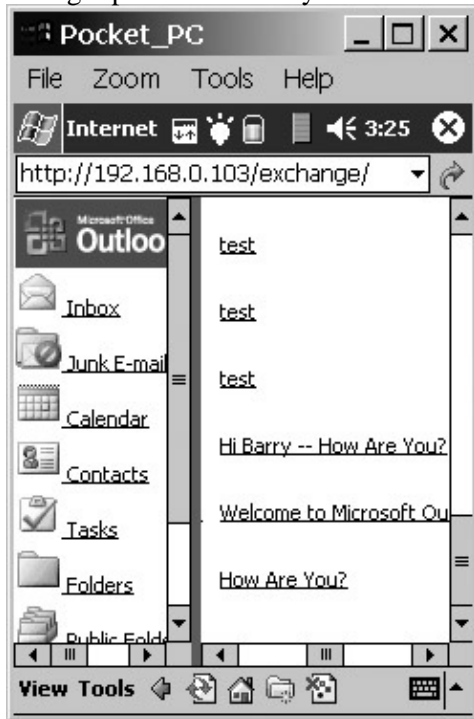 Pocket_PC
File Zoom Tools Help
Internet 3:25
http://192.168.0.103/exchange/
Microsoft Office
Outloo
Inbox
Junk E-mail
Calendar
Contacts
Tasks
Folders
Public Folde
test
test
test
Hi Barry -- How Are You?
Welcome to Microsoft Ou
How Are You?
View Tools